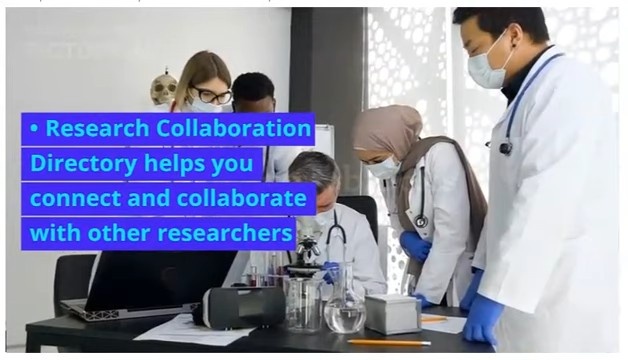 • Research Collaboration
Directory helps you
connect and collaborate
with other researchers